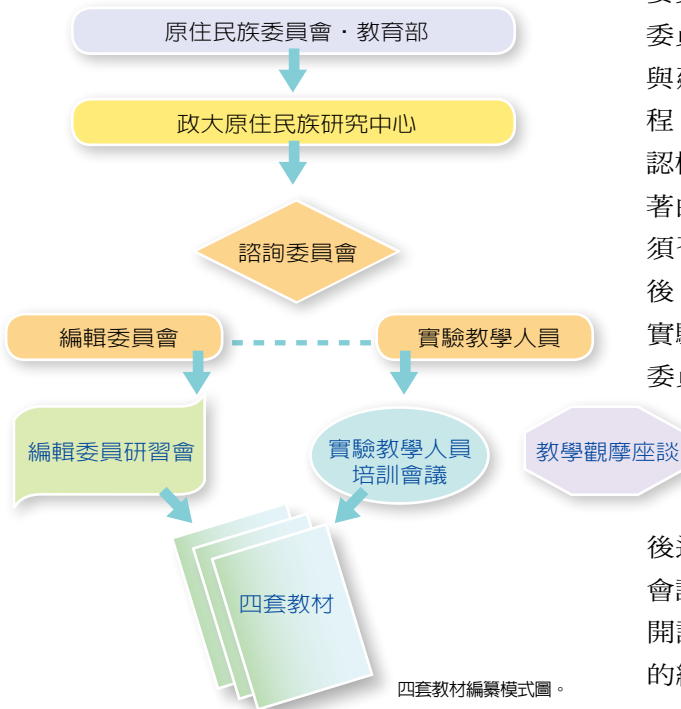 原住民族委員會‧教育部
政大原住民族研究中心
諮詢委員會
編輯委員會
實驗教學人員
編輯委員研習會
實驗教學人員
培訓會議
教學觀摩座談
四套教材
四套教材編纂模式圖。
委員
程
須
後
實驗
委員
會
開
的